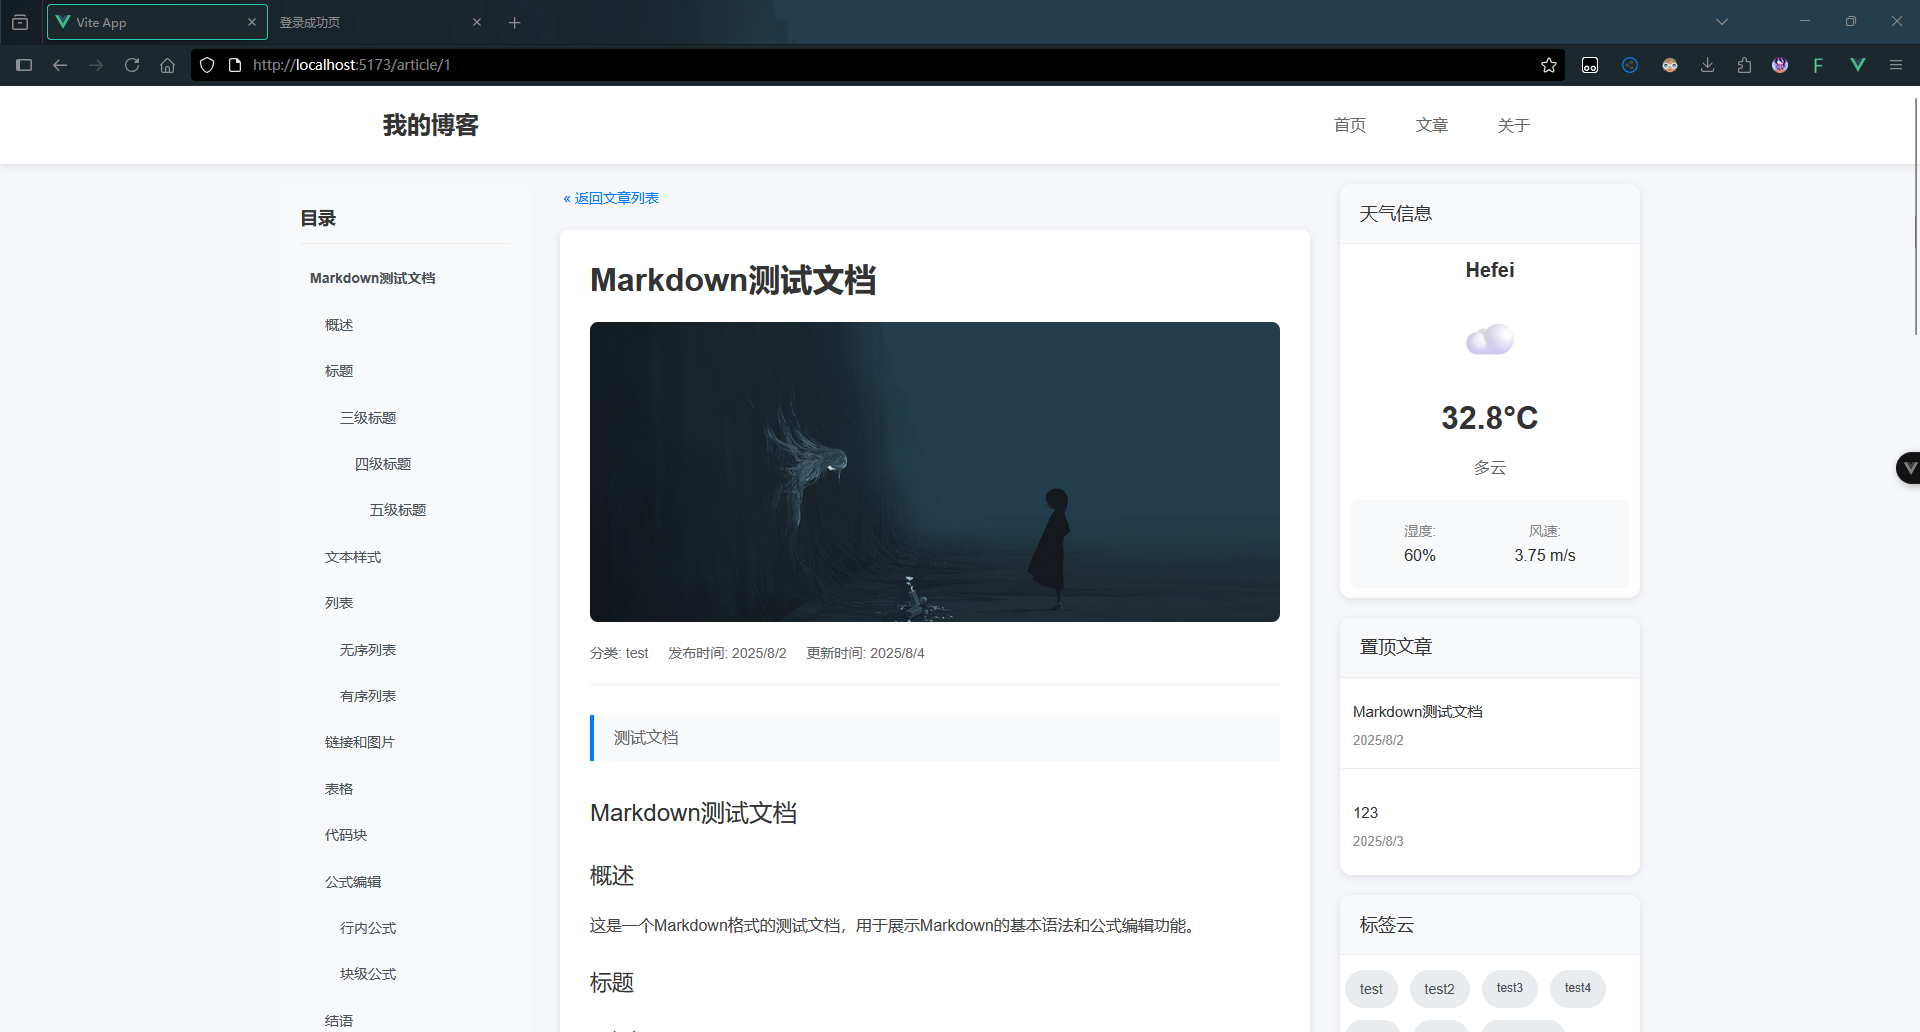 Vite App
登录成功页
http://localhost:5173/article/1
F
我的博客
首页
文章
关于
目录
Markdown测试文档
概述
标题
三级标题
四级标题
五级标题
文本样式
列表
无序列表
有序列表
链接和图片
表格
代码块
公式编辑
行内公式
块级公式
结语
« 返回文章列表
Markdown测试文档
分类: test 发布时间: 2025/8/2 更新时间: 2025/8/4
测试文档
Markdown测试文档
概述
这是一个Markdown格式的测试文档，用于展示Markdown的基本语法和公式编辑功能。
标题
天气信息
Hefei
32.8°C
多云
湿度: 风速:
60% 3.75 m/s
置顶文章
Markdown测试文档
2025/8/2
123
2025/8/3
标签云
test test2 test3 test4